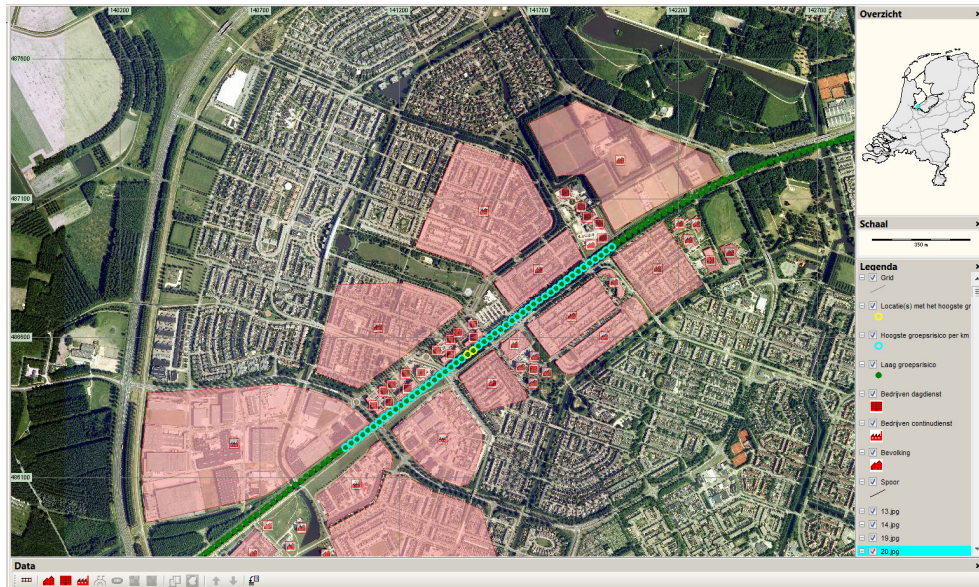 140200 140700 141200 141700 142200 142700
487600
487100
486600
486100
Overzicht
Schaal
350 m
Legenda
Grid
Locatie(s) met het hoogste gr
Hoogste groepsrisico per km
Laag groepsrisico
Bedrijven dagdienst
Bedrijven continudienst
Bevolking
Spoor
13.jpg
14.jpg
19.jpg
20.jpg
Data